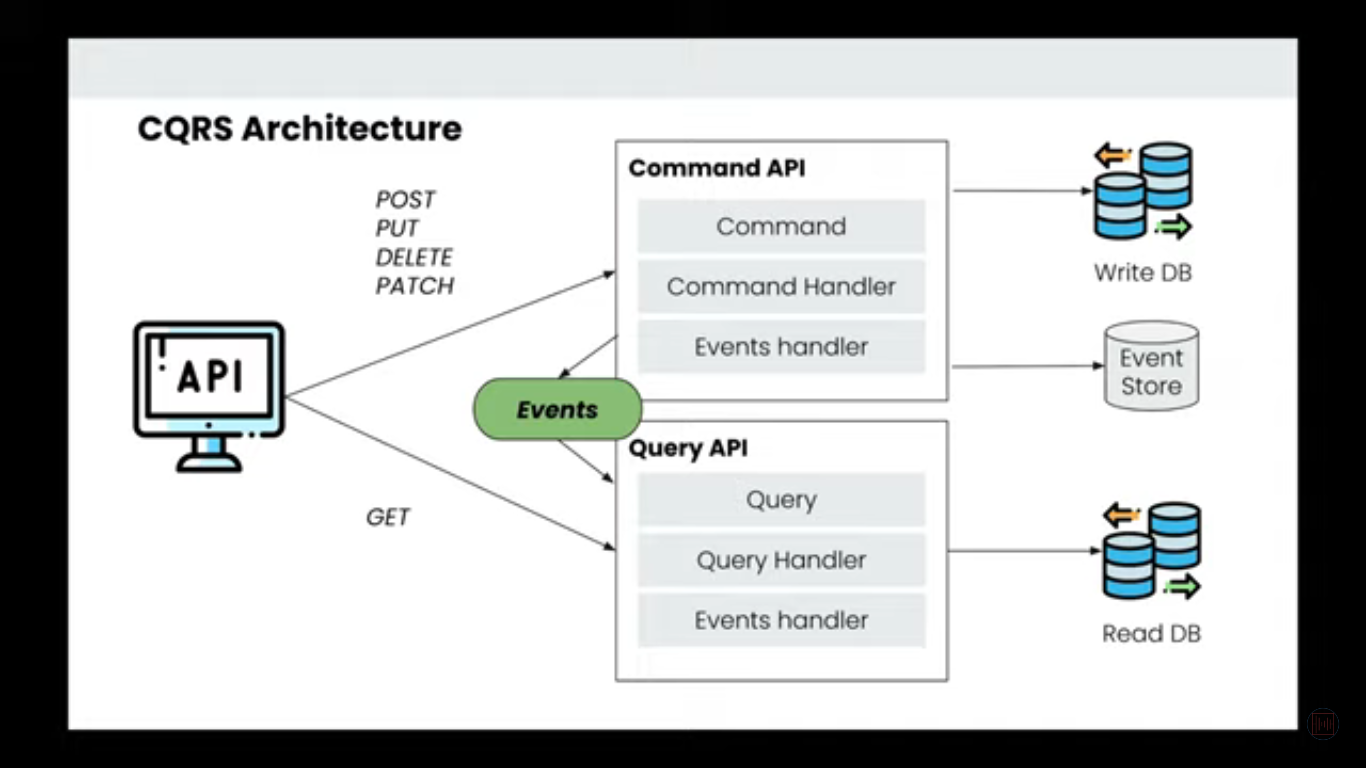 CQRS Architecture
POST
PUT
DELETE
PATCH
API
GET
Events
Command API
Command
Command Handler
Events handler
Query API
Query
Query Handler
Events handler
Write DB
Event
Store
Read DB